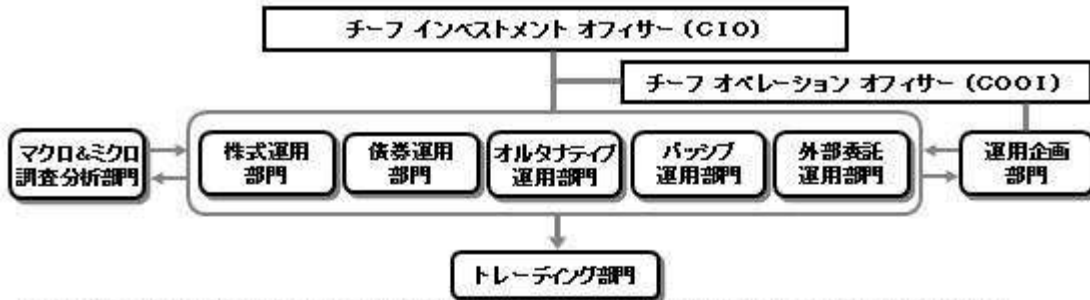 チーフ インベストメント オフィサー (CIO)
チーフ オペレーション オフィサー (COOI)
マクロ&ミクロ
調査分析部門
株式運用
部門
債券運用
部門
オルタナティブ
運用部門
パッシブ
運用部門
外部委託
運用部門
運用企画
部門
トレーディング部門